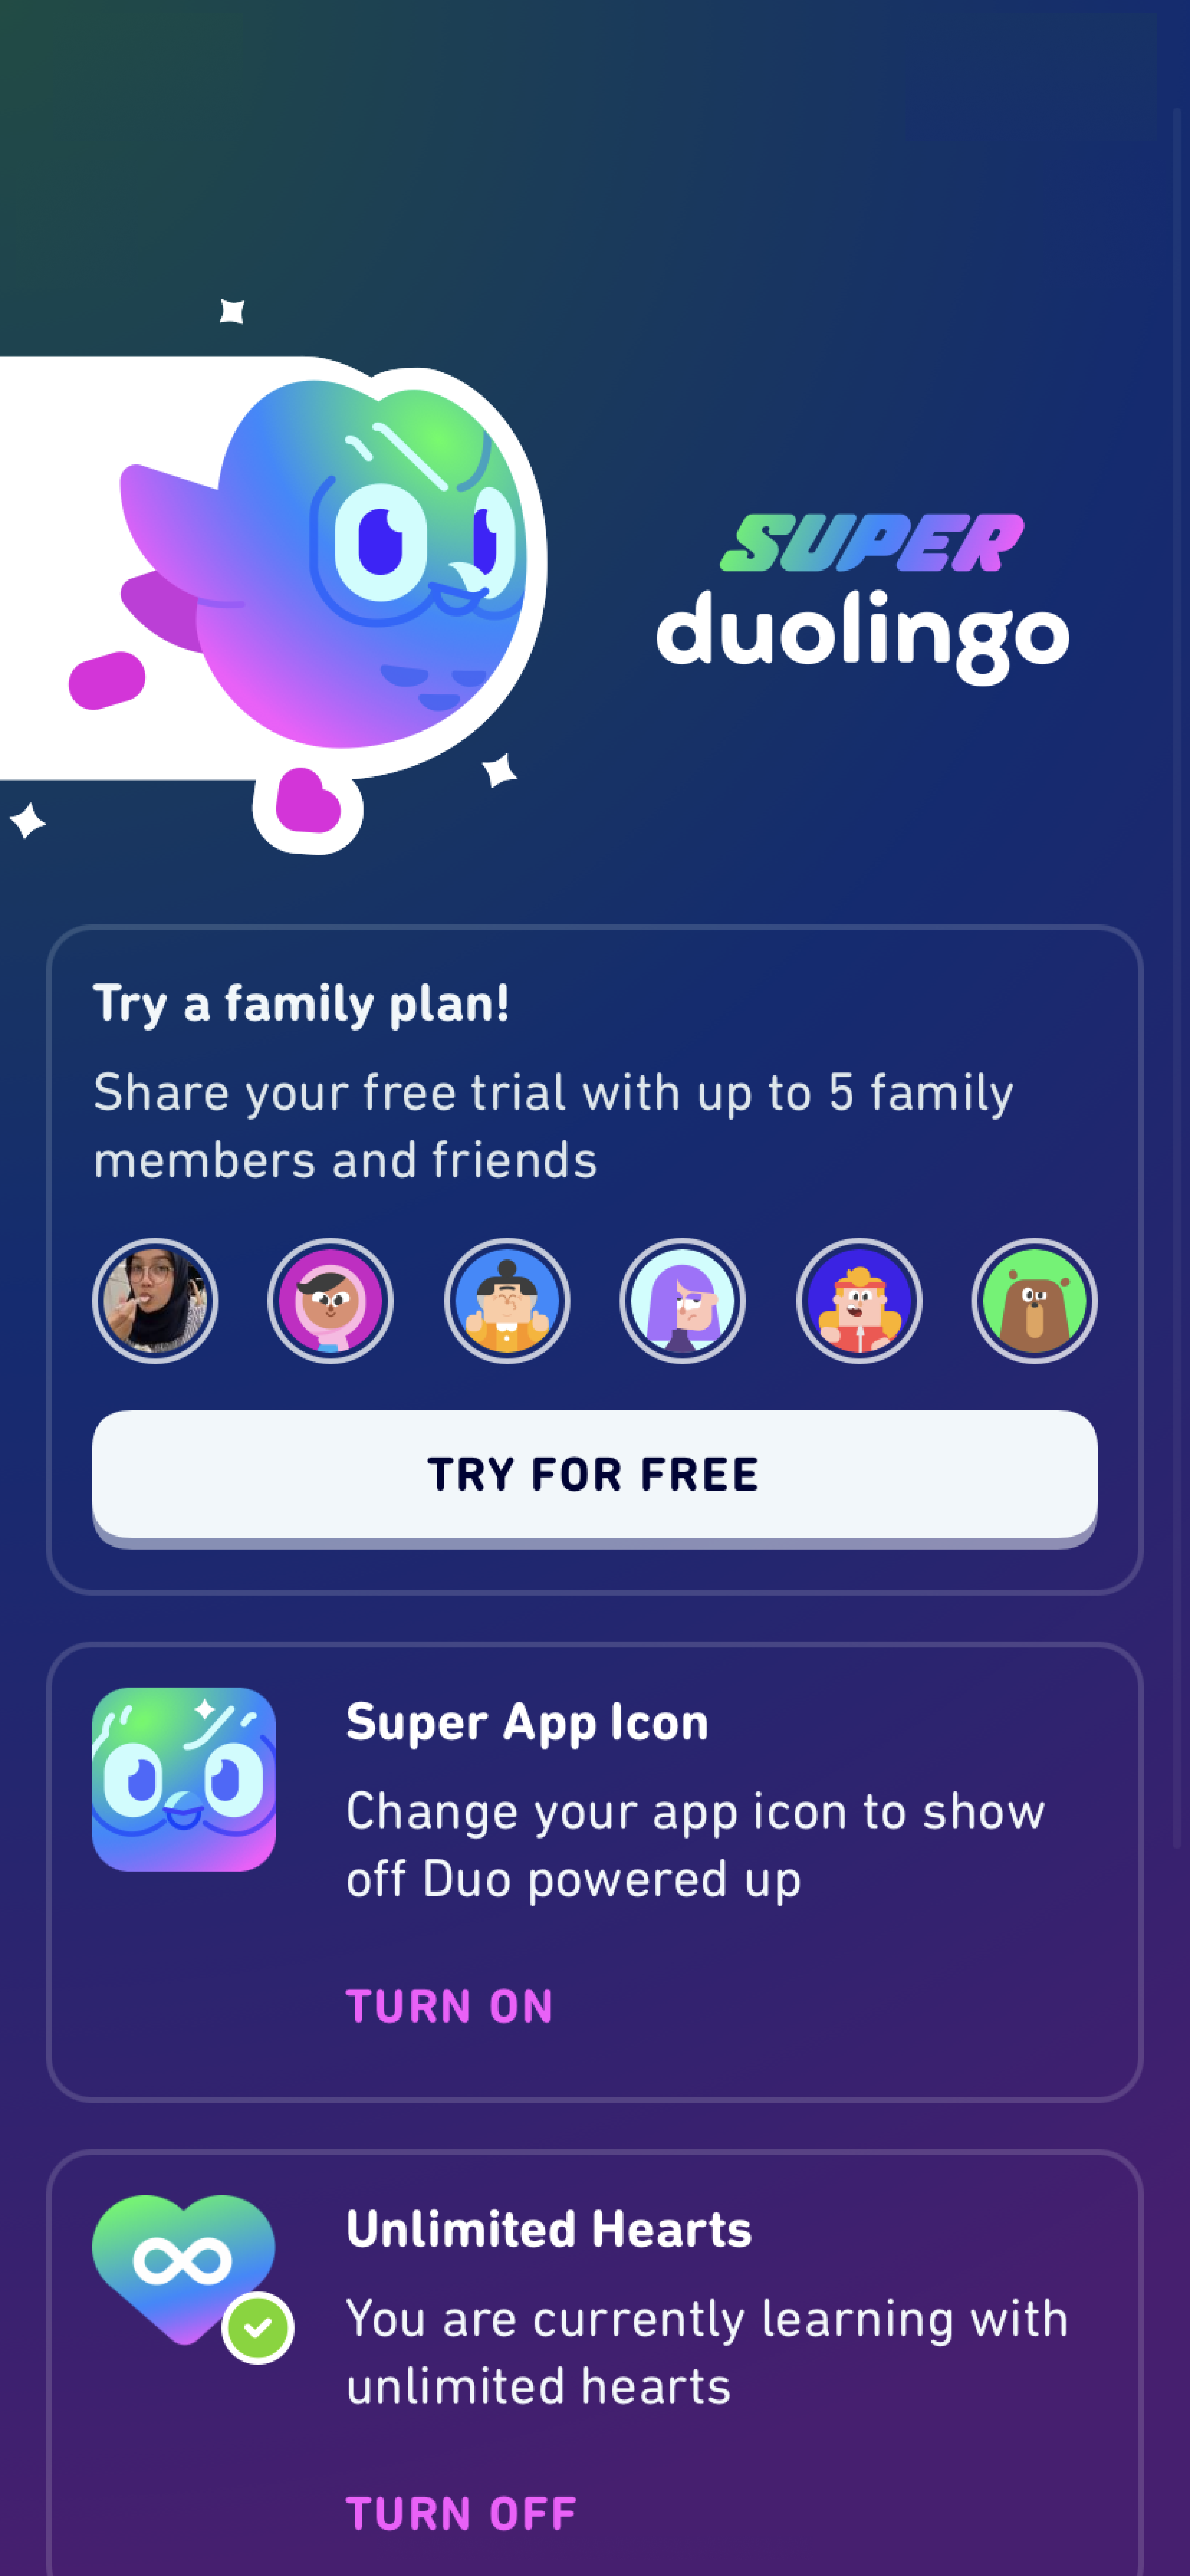 SUPER
duolingo
Try a family plan!
Share your free trial with up to 5 family
members and friends
TRY FOR FREE
Super App Icon
Change your app icon to show
off Duo powered up
TURN ON
Unlimited Hearts
You are currently learning with
unlimited hearts
TURN OFF